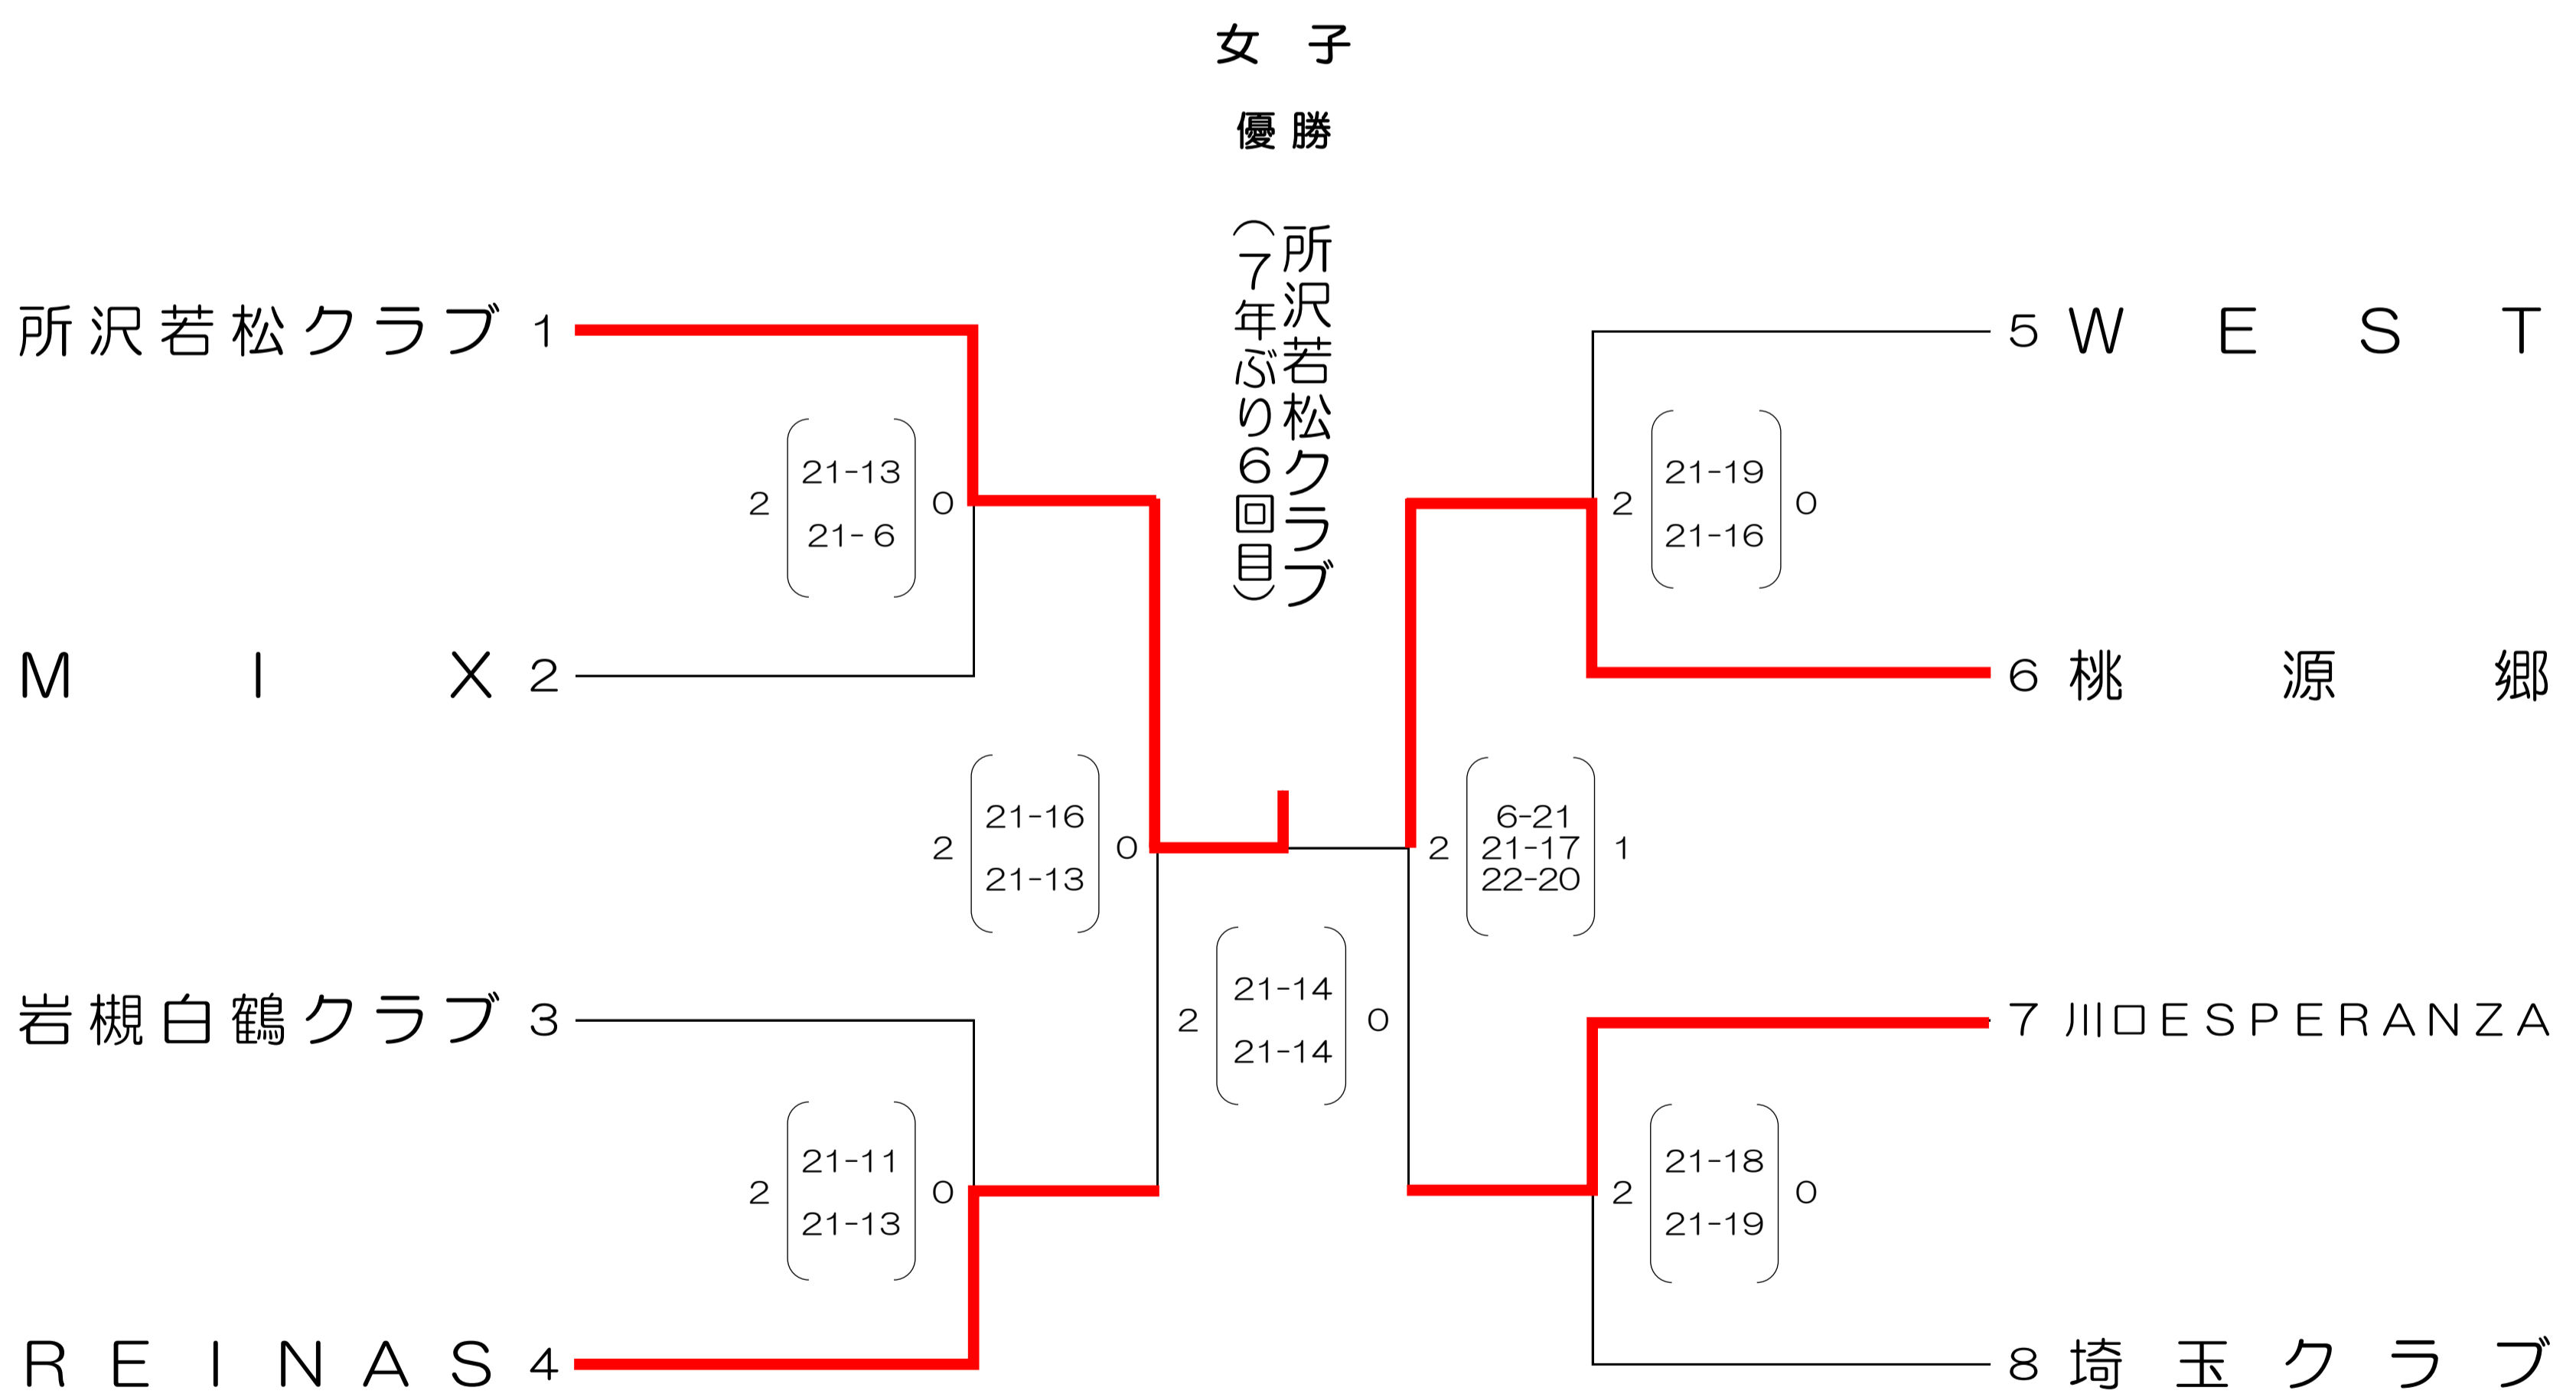 女子
優勝
所沢若松クラブ
（7年ぶり6回目）
所沢若松クラブ 1
5 WEST
2 21-13 0
21- 6
2 21-19 0
21-16
MIX 2
6 桃源郷
2 21-16 0
21-13
2 6-21 1
21-17
22-20
岩槻白鶴クラブ 3
7 川口ESPERANZA
2 21-14 0
21-14
2 21-11 0
21-13
2 21-18 0
21-19
REINAS 4
8 埼玉クラブ